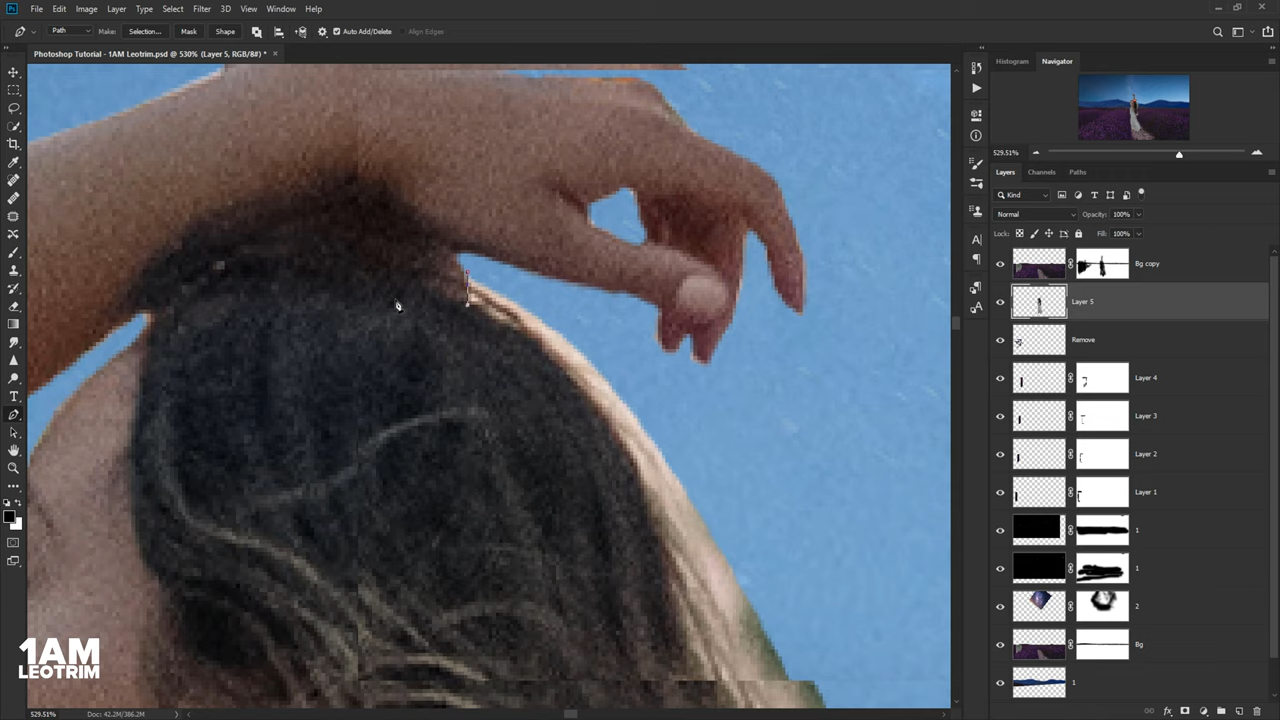 Ps File Edit Image Layer Type Select Filter 3D View Window Help
Path Make: Selection... Mask Shape Auto Add/Delete Align Edges
Photoshop Tutorial - 1AM Leotrim.psd @ 530% (Layer 5, RGB/8#) *
Histogram Navigator
529.51%
Layers Channels Paths
Kind
Normal Opacity: 100%
Lock: Fill: 100%
Bg copy
Layer 5
Remove
Layer 4
Layer 3
Layer 2
Layer 1
1
1
2
Bg
1
1AM
LEOTRIM
529.51% Doc: 42.2M/386.2M